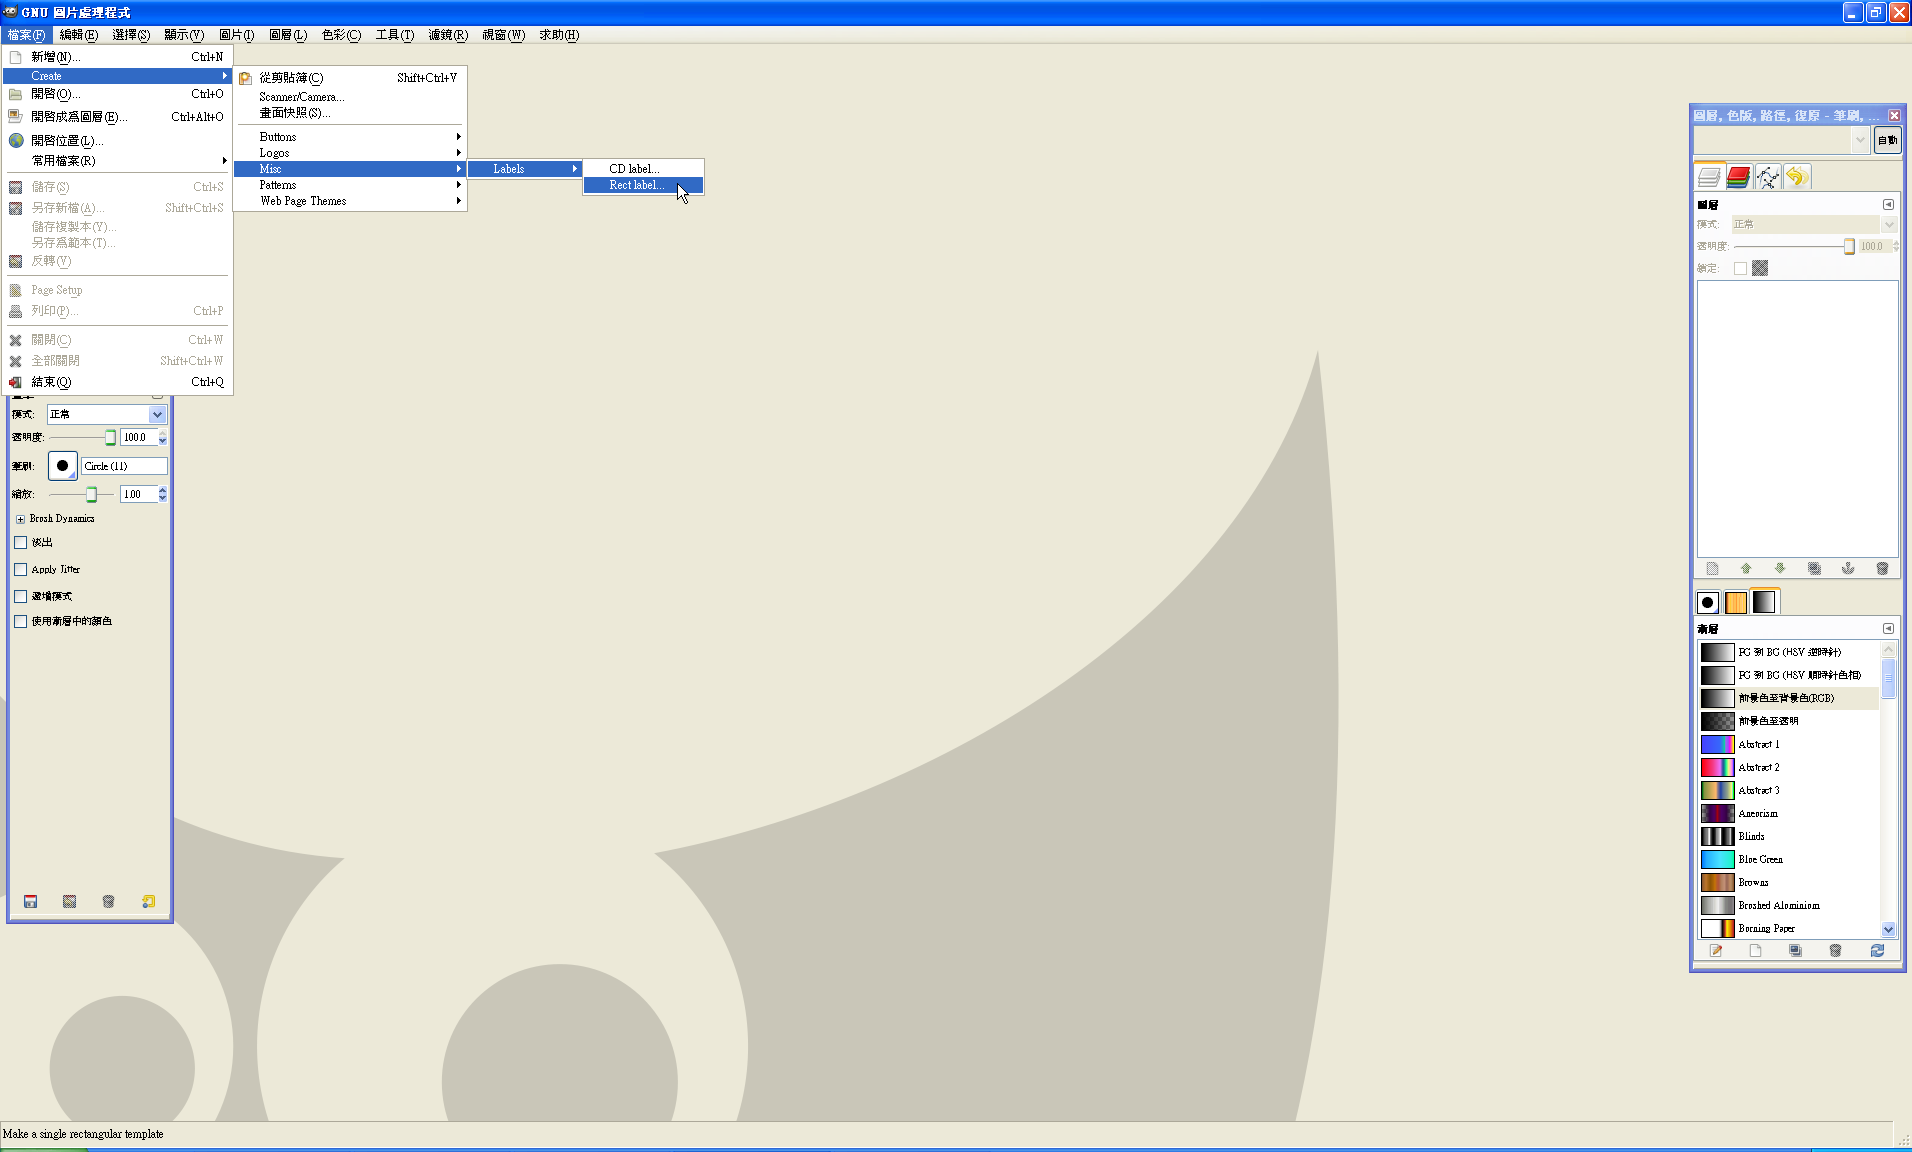 GNU 圖片處理程式
檔案(F) 編輯(E) 選擇(S) 顯示(V) 圖片(I) 圖層(L) 色彩(C) 工具(T) 濾鏡(R) 視窗(W) 求助(H)
新增(N)... Ctrl+N
Create
開啓(O)... Ctrl+O
開啓成爲圖層(E)... Ctrl+Alt+O
開啓位置(L)...
常用檔案(R)
儲存(S) Ctrl+S
另存新檔(A)... Shift+Ctrl+S
儲存複製本(Y)...
另存爲範本(T)...
反轉(V)
Page Setup
列印(P)... Ctrl+P
關閉(C) Ctrl+W
全部關閉 Shift+Ctrl+W
結束(Q) Ctrl+Q
從剪貼簿(C) Shift+Ctrl+V
Scanner/Camera...
畫面快照(S)...
Buttons
Logos
Misc
Patterns
Web Page Themes
Labels
CD label...
Rect label...
模式: 正常
透明度: 100.0
筆刷: Circle (11)
縮放: 1.00
Brush Dynamics
淡出
Apply Jitter
遞增模式
使用漸層中的顏色
圖層, 色版, 路徑, 復原 - 筆刷, ...
自動
圖層
模式: 正常
透明度: 100.0
鎖定:
漸層
FG 到 BG (HSV 逆時針)
FG 到 BG (HSV 順時針色相)
前景色至背景色(RGB)
前景色至透明
Abstract 1
Abstract 2
Abstract 3
Aneurism
Blinds
Blue Green
Browns
Brushed Aluminium
Burning Paper
Make a single rectangular template